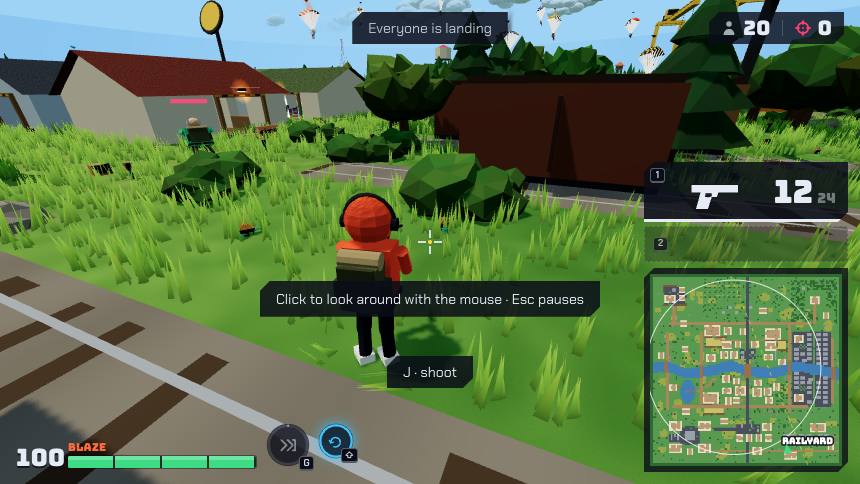 Everyone is landing
20
0
1
12 24
2
Click to look around with the mouse · Esc pauses
J · shoot
RAILYARD
100 BLAZE
G